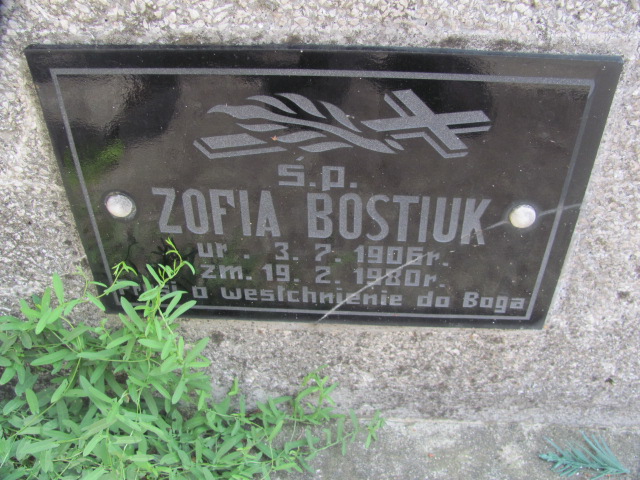 Ś.P.
ZOFIA BOSTIUK
ur. 3. 7. 1906r.
zm. 19. 2. 1980r.
o westchnienie do Boga